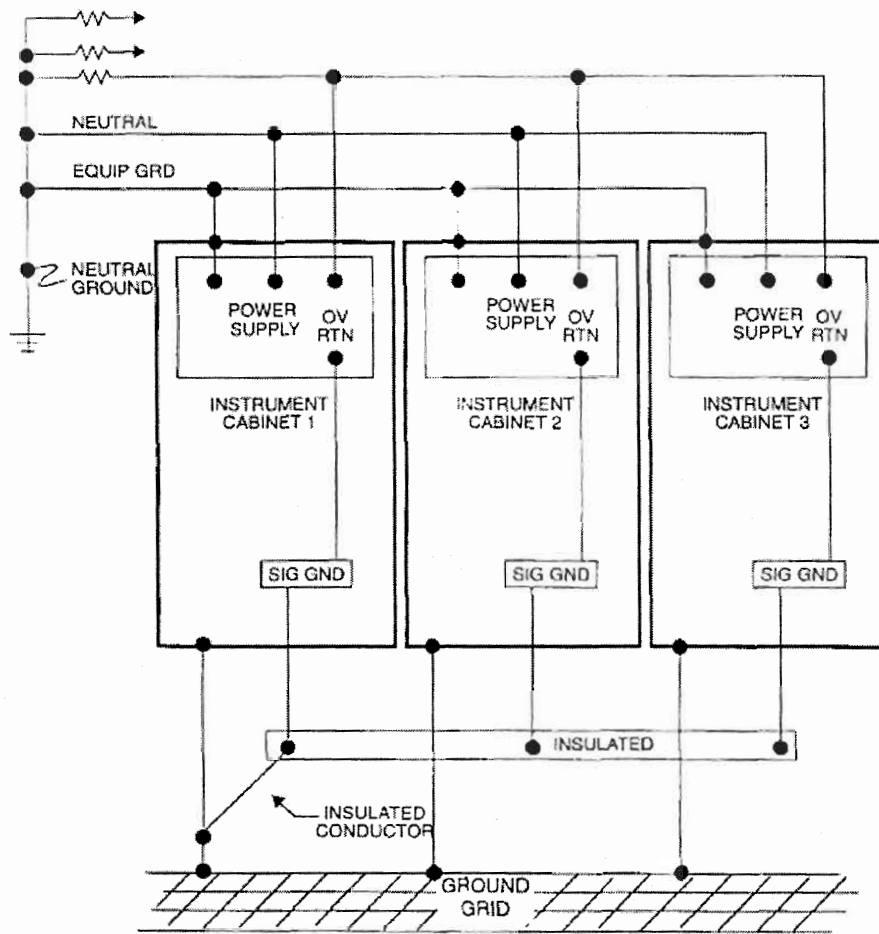 NEUTRAL
EQUIP GRD
NEUTRAL
GROUND
POWER
SUPPLY
OV
RTN
INSTRUMENT
CABINET 1
POWER
SUPPLY
OV
RTN
INSTRUMENT
CABINET 2
POWER
SUPPLY
OV
RTN
INSTRUMENT
CABINET 3
SIG GND
SIG GND
SIG GND
INSULATED
INSULATED
CONDUCTOR
GROUND
GRID